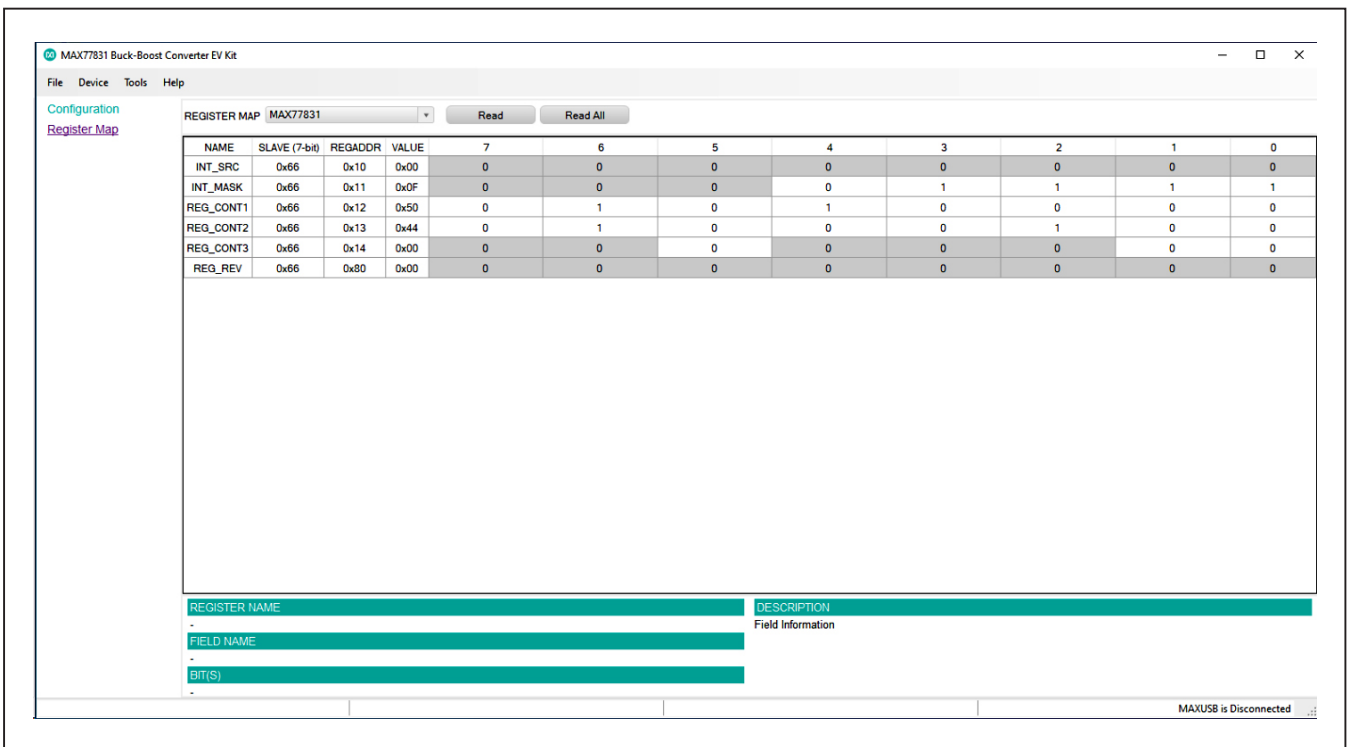 MAX77831 Buck-Boost Converter EV Kit
File Device Tools Help
Configuration
Register Map
REGISTER MAP MAX77831 Read Read All
NAME SLAVE (7-bit) REGADDR VALUE 7 6 5 4 3 2 1 0
INT_SRC 0x66 0x10 0x00 0 0 0 0 0 0 0 0
INT_MASK 0x66 0x11 0x0F 0 0 0 0 1 1 1 1
REG_CONT1 0x66 0x12 0x50 0 1 0 1 0 0 0 0
REG_CONT2 0x66 0x13 0x44 0 1 0 0 0 1 0 0
REG_CONT3 0x66 0x14 0x00 0 0 0 0 0 0 0 0
REG_REV 0x66 0x80 0x00 0 0 0 0 0 0 0 0
REGISTER NAME
-
FIELD NAME
-
BIT(S)
-
DESCRIPTION
Field Information
MAXUSB is Disconnected